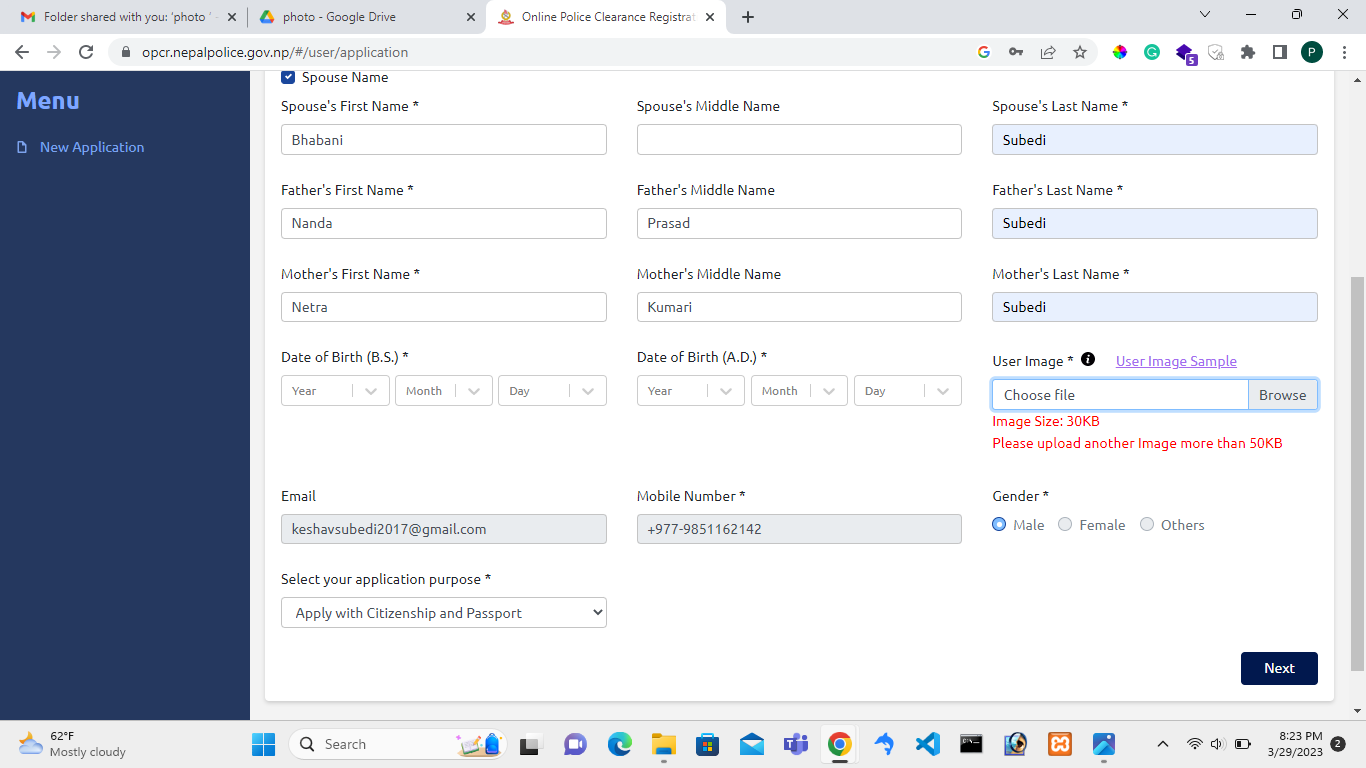 Folder shared with you: 'photo ' -
photo - Google Drive
Online Police Clearance Registrat
opcr.nepalpolice.gov.np/#/user/application
5
P
Menu
New Application
Spouse Name
Spouse's First Name *
Spouse's Middle Name
Spouse's Last Name *
Bhabani
Subedi
Father's First Name *
Father's Middle Name
Father's Last Name *
Nanda
Prasad
Subedi
Mother's First Name *
Mother's Middle Name
Mother's Last Name *
Netra
Kumari
Subedi
Date of Birth (B.S.) *
Date of Birth (A.D.) *
User Image *
User Image Sample
Year
Month
Day
Year
Month
Day
Choose file
Browse
Image Size: 30KB
Please upload another Image more than 50KB
Email
Mobile Number *
Gender *
keshavsubedi2017@gmail.com
+977-9851162142
Male
Female
Others
Select your application purpose *
Apply with Citizenship and Passport
Next
62°F
Mostly cloudy
Search
8:23 PM
3/29/2023
2